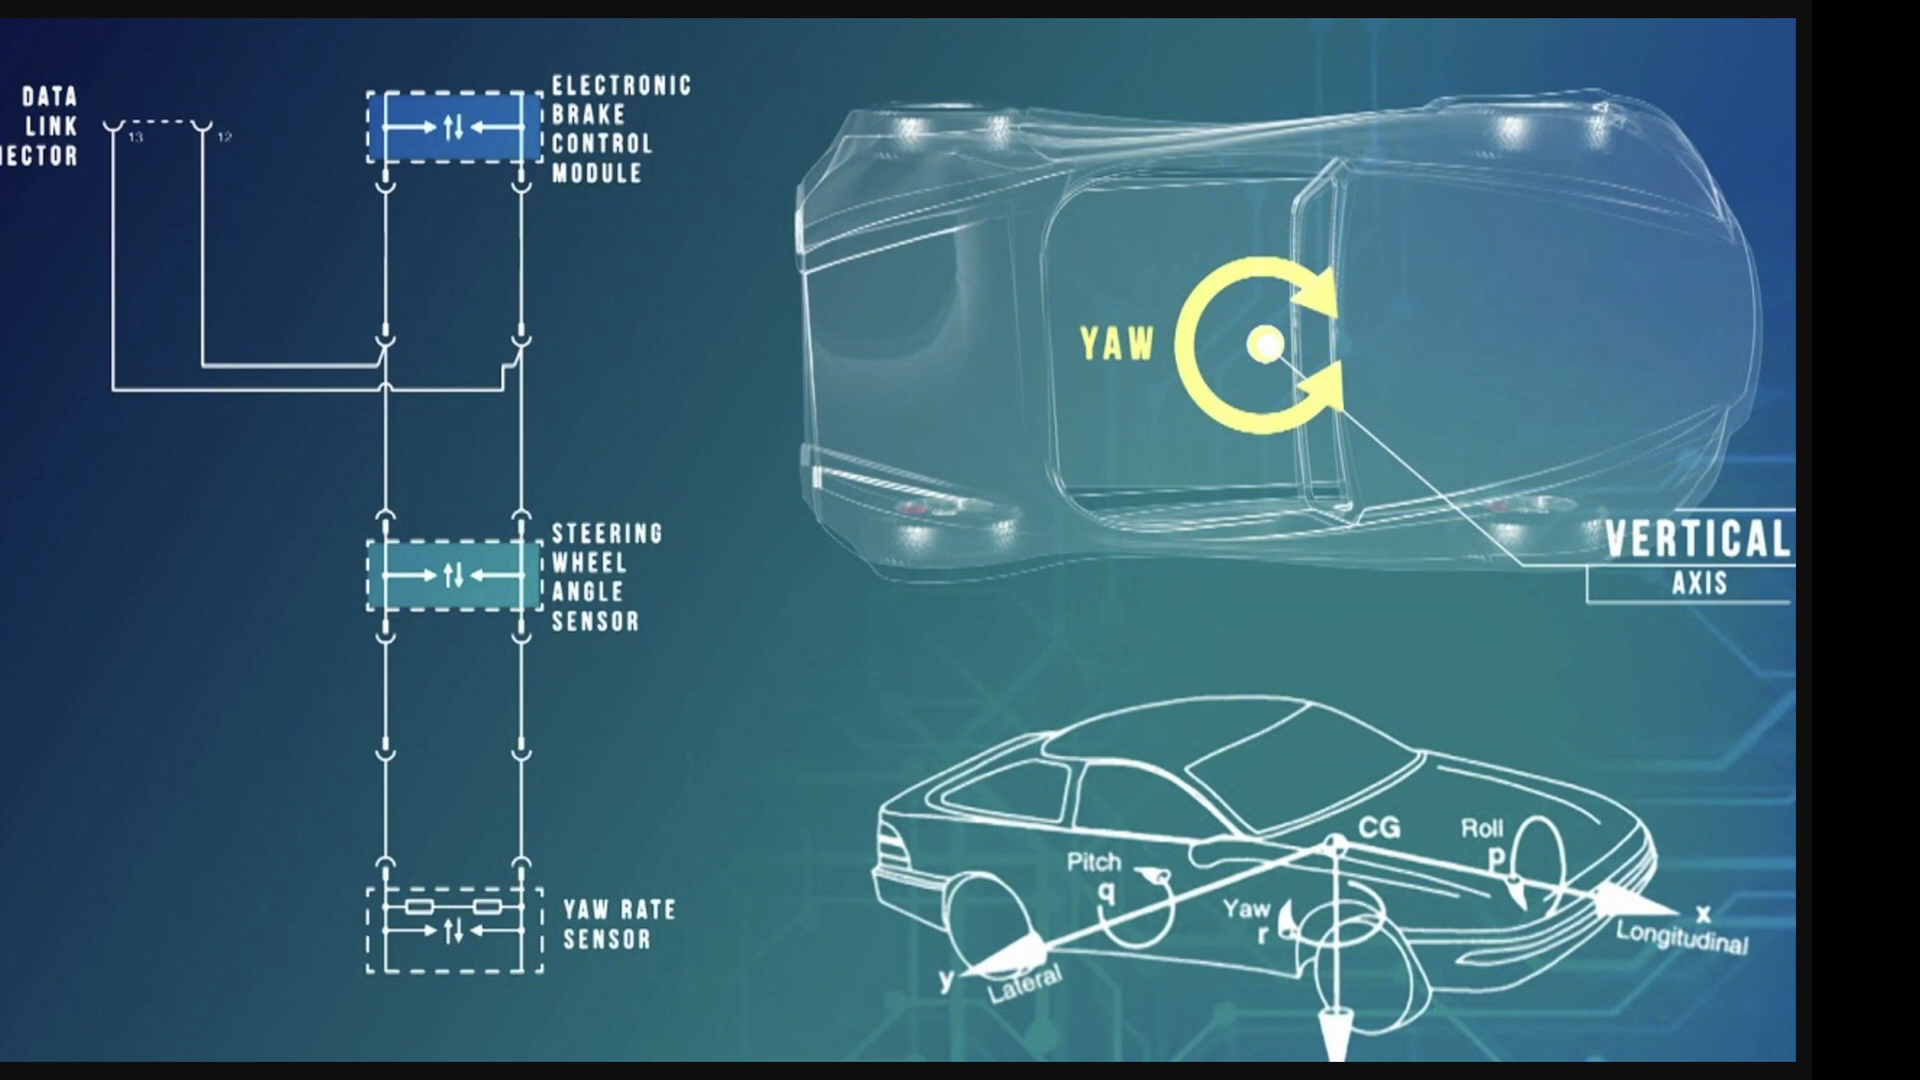 DATA
LINK
NECTOR
13
12
ELECTRONIC
BRAKE
CONTROL
MODULE
STEERING
WHEEL
ANGLE
SENSOR
YAW RATE
SENSOR
YAW
VERTICAL
AXIS
CG
Roll
p
Pitch
q
Yaw
r
x
Longitudinal
y
Lateral